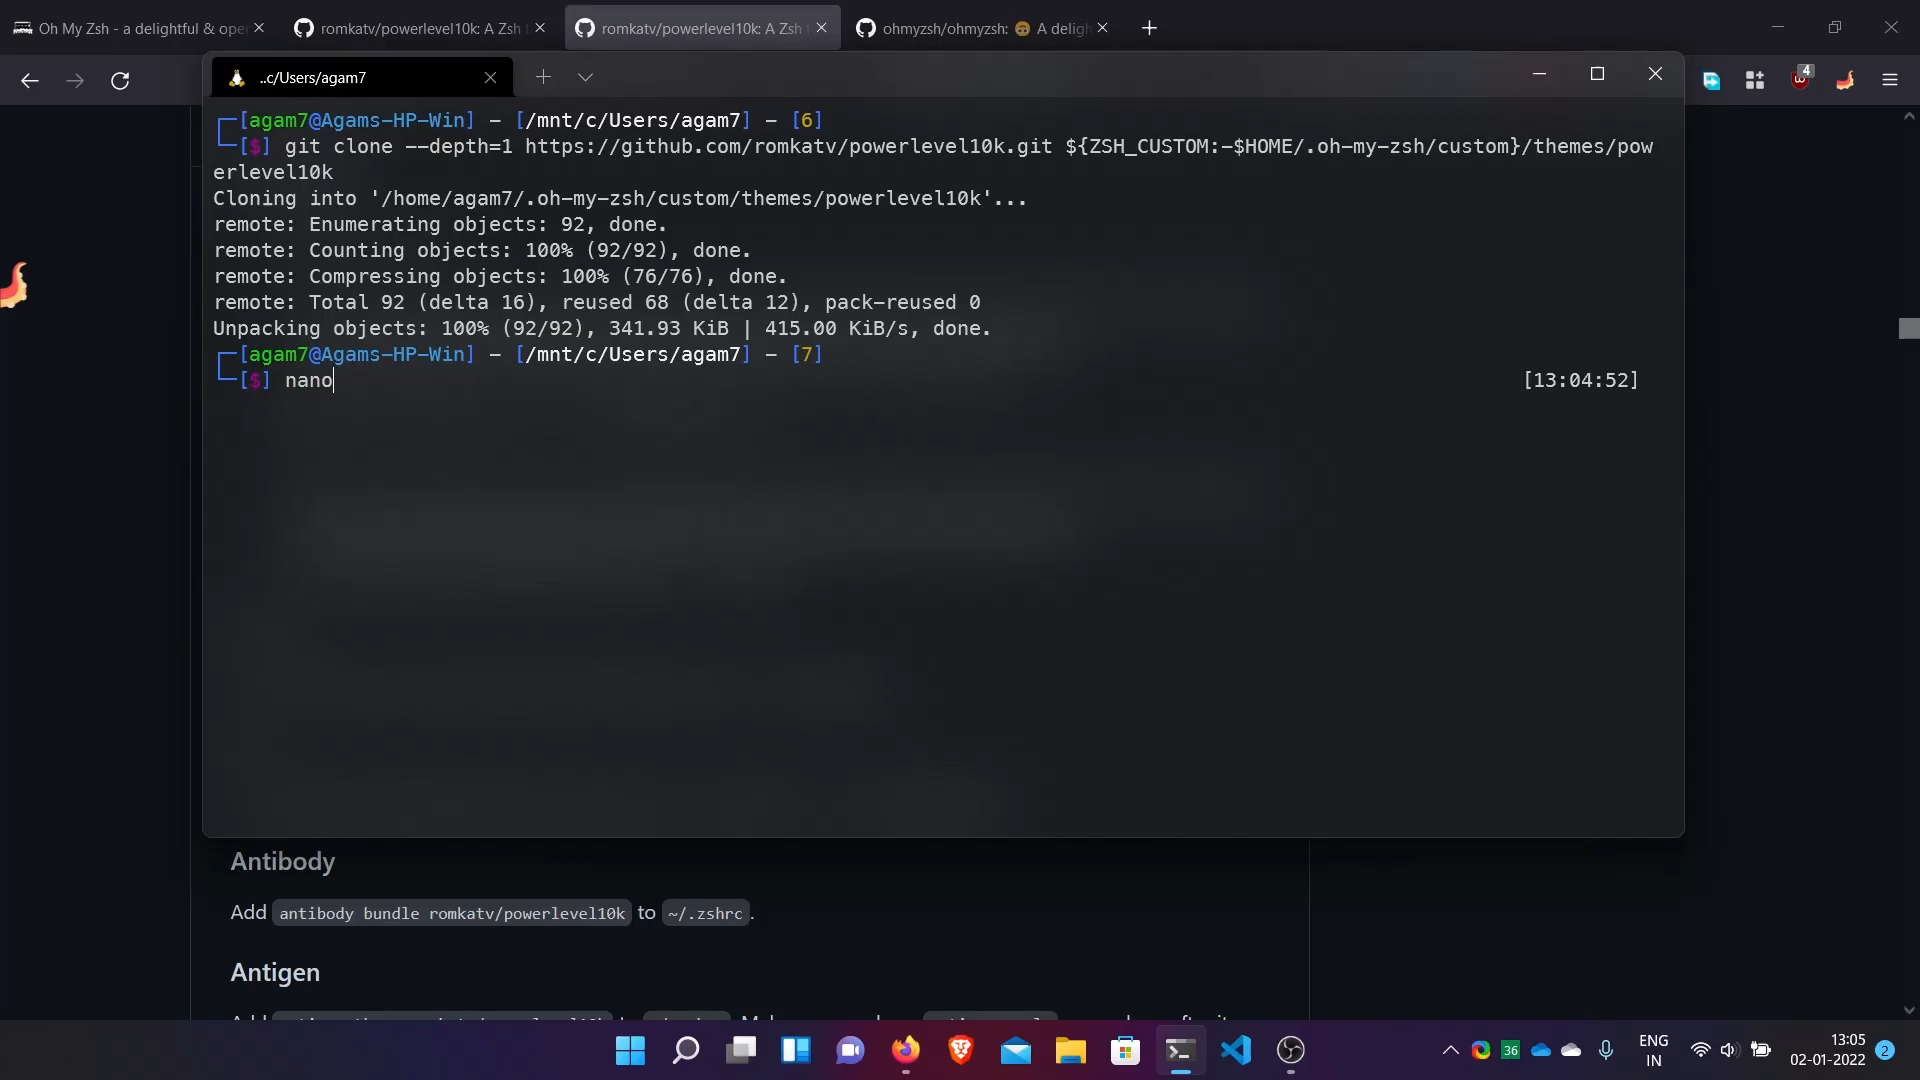 Oh My Zsh - a delightful & ope
romkatv/powerlevel10k: A Zsh
romkatv/powerlevel10k: A Zsh
ohmyzsh/ohmyzsh: 🙃 A deligh
..c/Users/agam7
4
┌─[agam7@Agams-HP-Win] - [/mnt/c/Users/agam7] - [6]
└─[$] git clone --depth=1 https://github.com/romkatv/powerlevel10k.git ${ZSH_CUSTOM:-$HOME/.oh-my-zsh/custom}/themes/pow
erlevel10k
Cloning into '/home/agam7/.oh-my-zsh/custom/themes/powerlevel10k'...
remote: Enumerating objects: 92, done.
remote: Counting objects: 100% (92/92), done.
remote: Compressing objects: 100% (76/76), done.
remote: Total 92 (delta 16), reused 68 (delta 12), pack-reused 0
Unpacking objects: 100% (92/92), 341.93 KiB | 415.00 KiB/s, done.
┌─[agam7@Agams-HP-Win] - [/mnt/c/Users/agam7] - [7]
└─[$] nano [13:04:52]
Antibody
Add antibody bundle romkatv/powerlevel10k to ~/.zshrc.
Antigen
36
ENG
IN
13:05
02-01-2022
2